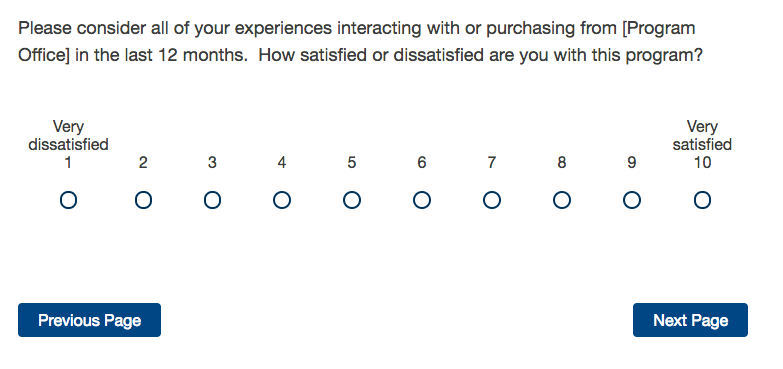 Please consider all of your experiences interacting with or purchasing from [Program
Office] in the last 12 months.  How satisfied or dissatisfied are you with this program?
Very
dissatisfied
1
2
3
4
5
6
7
8
9
Very
satisfied
10
Previous Page
Next Page